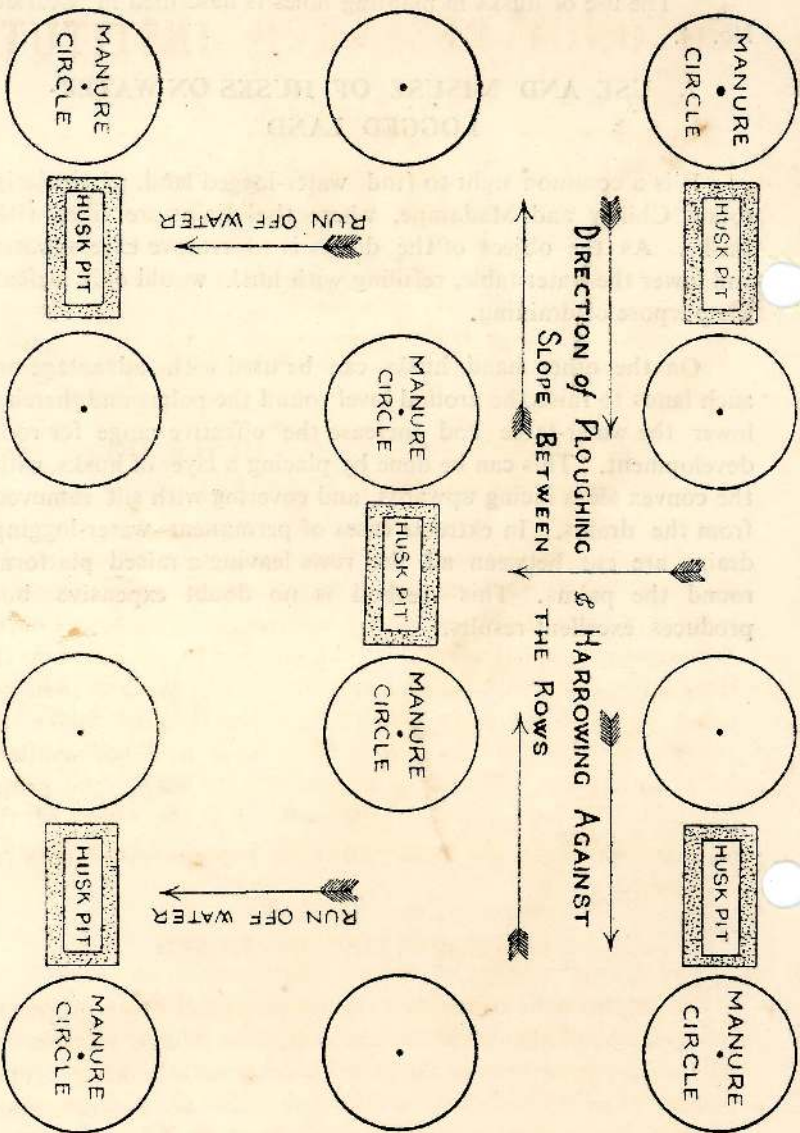 MANURE
CIRCLE
HUSK PIT
HUSK PIT
MANURE
CIRCLE
DIRECTION of PLOUGHING & HARROWING AGAINST
SLOPE BETWEEN THE ROWS
MANURE
CIRCLE
HUSK PIT
MANURE
CIRCLE
RUN OFF WATER
RUN OFF WATER
MANURE
CIRCLE
HUSK PIT
HUSK PIT
MANURE
CIRCLE